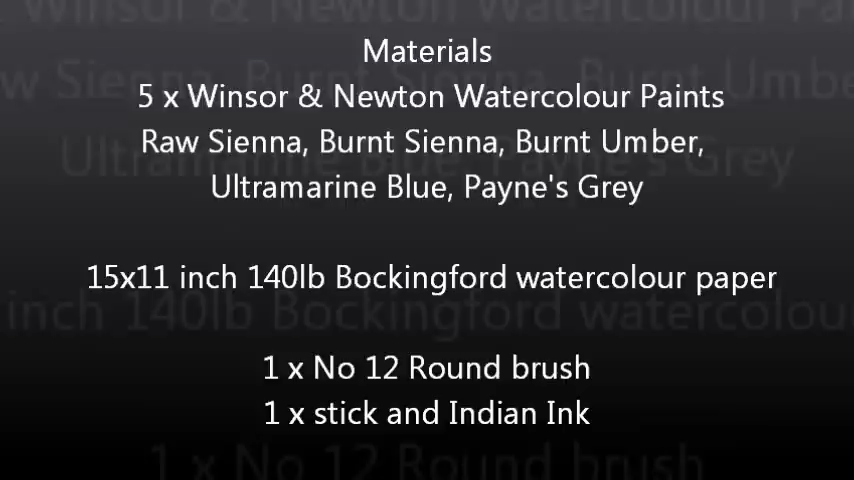 Materials
5 x Winsor & Newton Watercolour Paints
Raw Sienna, Burnt Sienna, Burnt Umber,
Ultramarine Blue, Payne's Grey
15x11 inch 140lb Bockingford watercolour paper
1 x No 12 Round brush
1 x stick and Indian Ink